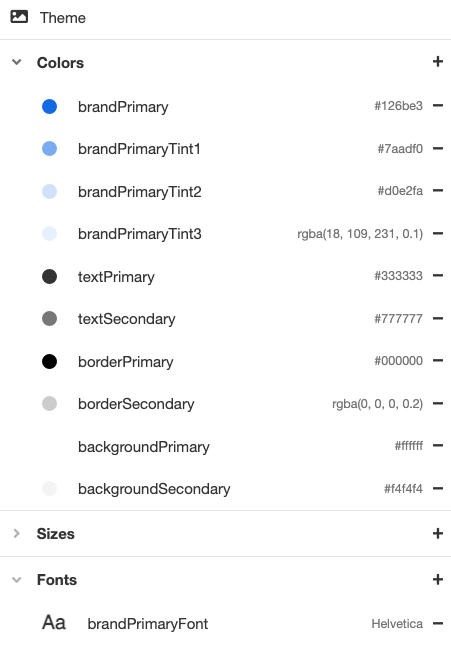 Theme
Colors
brandPrimary #126be3
brandPrimaryTint1 #7aadf0
brandPrimaryTint2 #d0e2fa
brandPrimaryTint3 rgba(18, 109, 231, 0.1)
textPrimary #333333
textSecondary #777777
borderPrimary #000000
borderSecondary rgba(0, 0, 0, 0.2)
backgroundPrimary #ffffff
backgroundSecondary #f4f4f4
Sizes
Fonts
Aa brandPrimaryFont Helvetica